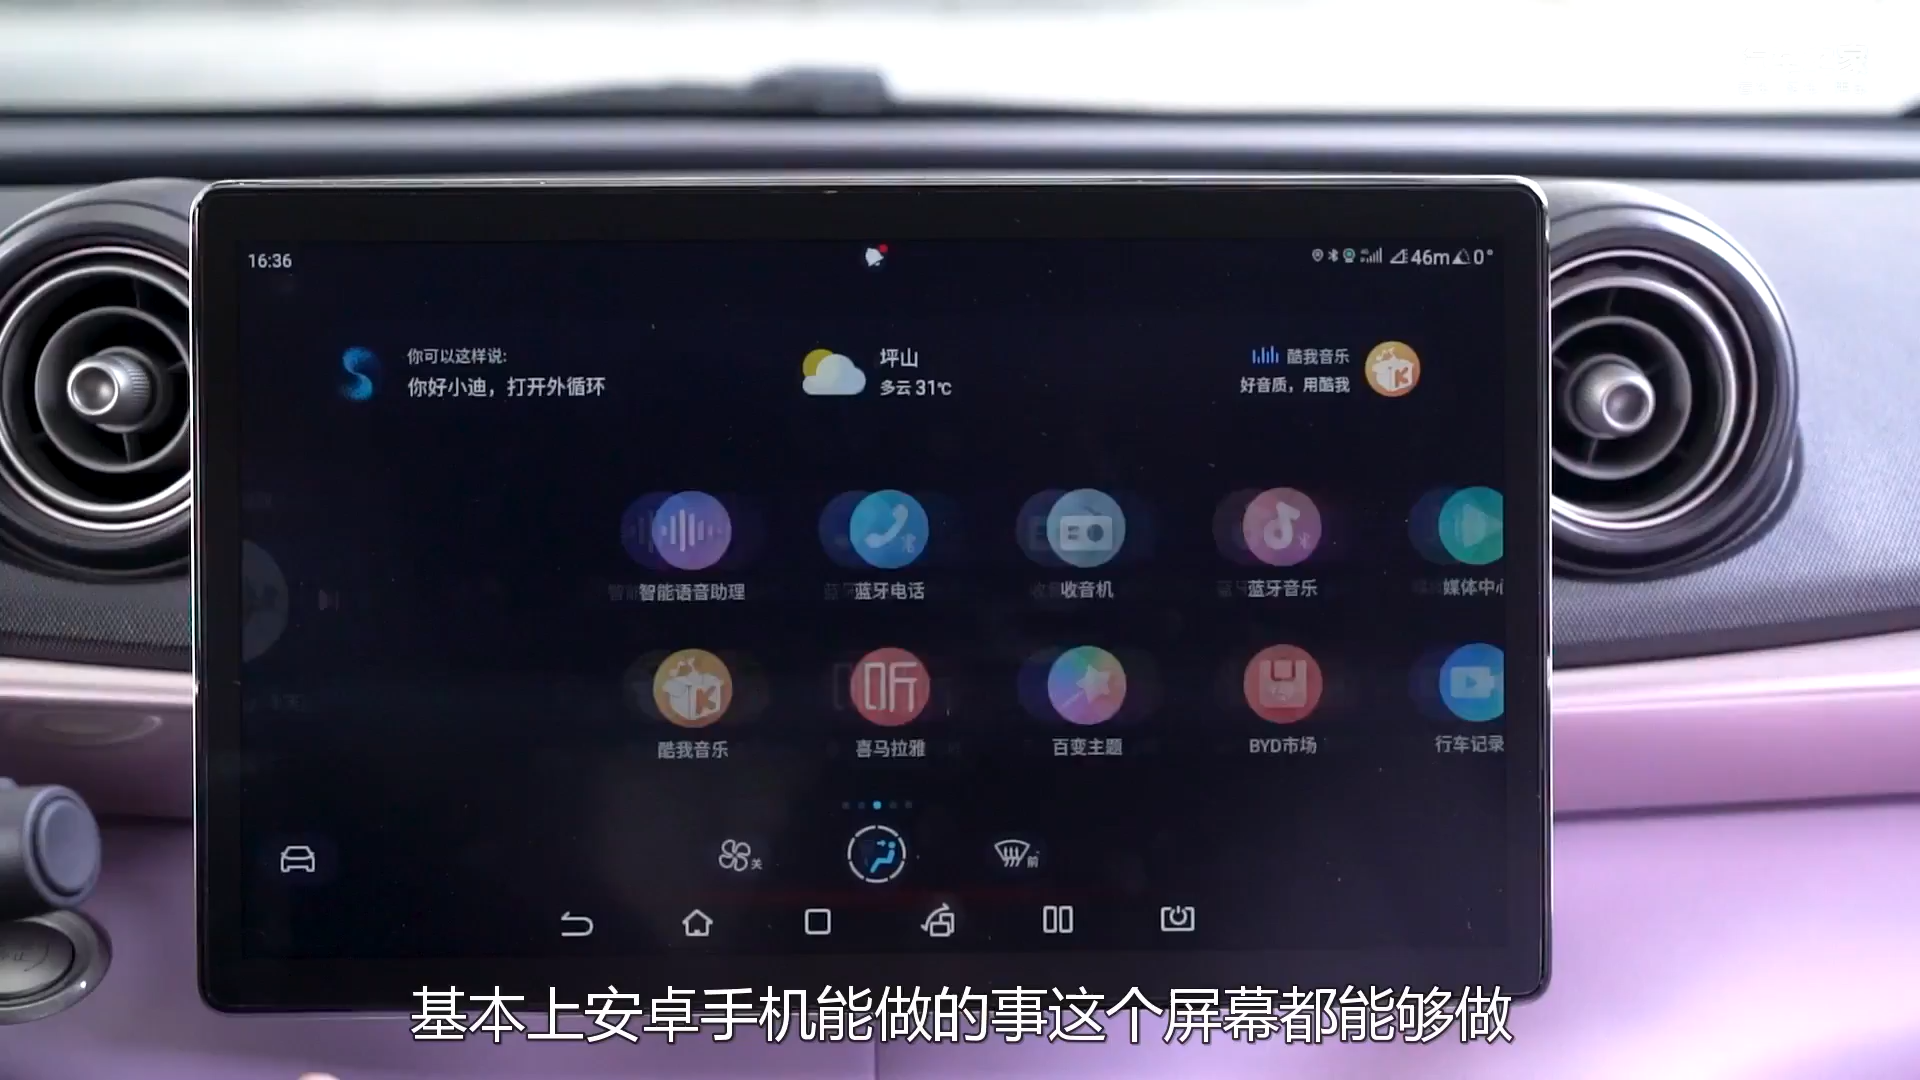 16:36
46m 0°
你可以这样说:
你好小迪，打开外循环
坪山
多云 31℃
酷我音乐
好音质，用酷我
智能语音助理
蓝牙电话
收音机
蓝牙音乐
媒体中心
听
酷我音乐
喜马拉雅
百变主题
BYD市场
行车记录
关
前
基本上安卓手机能做的事这个屏幕都能够做